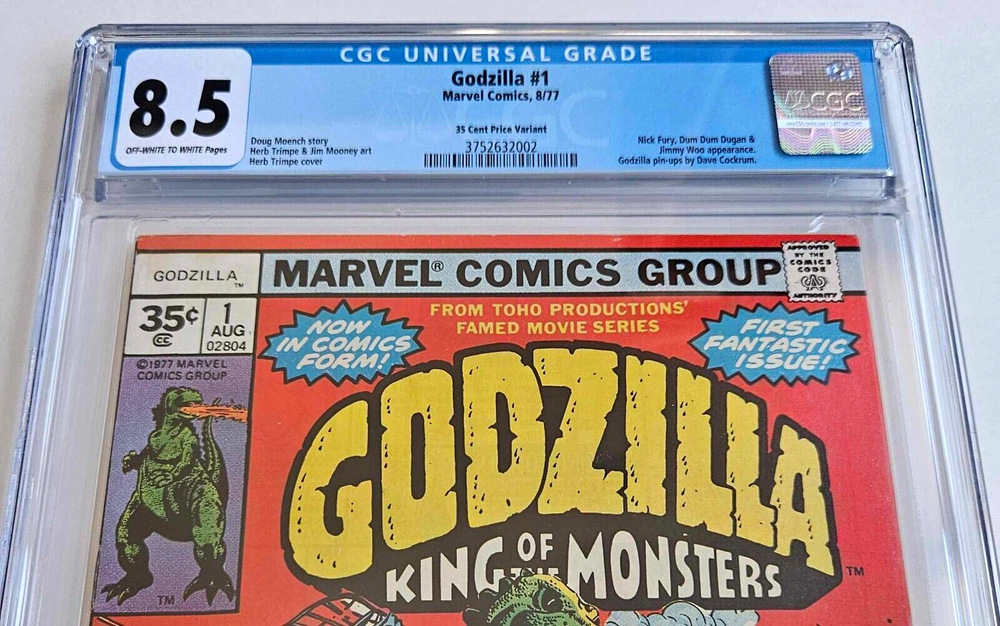 CGC UNIVERSAL GRADE
8.5
OFF-WHITE TO WHITE Pages
Godzilla #1
Marvel Comics, 8/77
35 Cent Price Variant
3752632002
Doug Moench story
Herb Trimpe & Jim Mooney art
Herb Trimpe cover
Nick Fury, Dum Dum Dugan &
Jimmy Woo appearance.
Godzilla pin-ups by Dave Cockrum.
CGC
GODZILLA™
MARVEL® COMICS GROUP
APPROVED
BY THE
COMICS
CODE
AUTHORITY
35¢
CC
1
AUG
02804
©1977 MARVEL
COMICS GROUP
NOW
IN COMICS
FORM!
FROM TOHO PRODUCTIONS'
FAMED MOVIE SERIES
FIRST
FANTASTIC
ISSUE!
GODZILLA
KING OF THE MONSTERS
™
TM